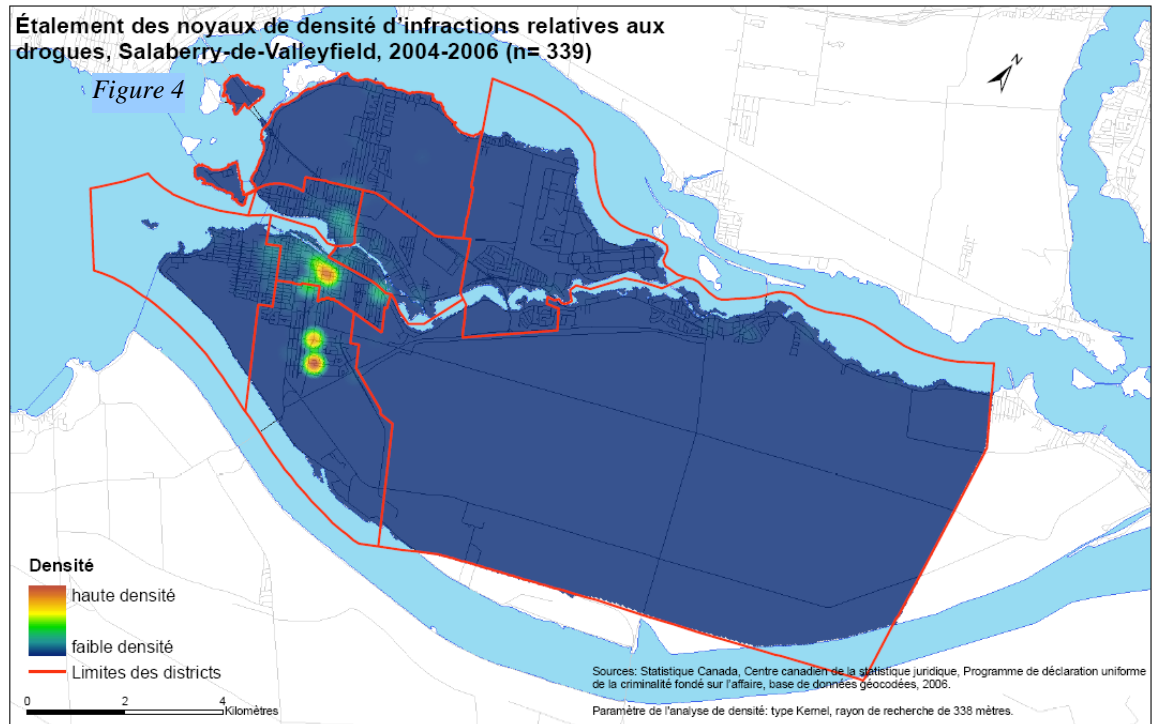 Étalement des noyaux de densité d'infractions relatives aux
drogues, Salaberry-de-Valleyfield, 2004-2006 (n= 339)
Figure 4
Densité
haute densité
faible densité
Limites des districts
0 2 4
Kilomètres
Sources: Statistique Canada, Centre canadien de la statistique juridique, Programme de déclaration uniforme
de la criminalité fondé sur l'affaire, base de données géocodées, 2006.
Paramètre de l'analyse de densité: type Kernel, rayon de recherche de 338 mètres.